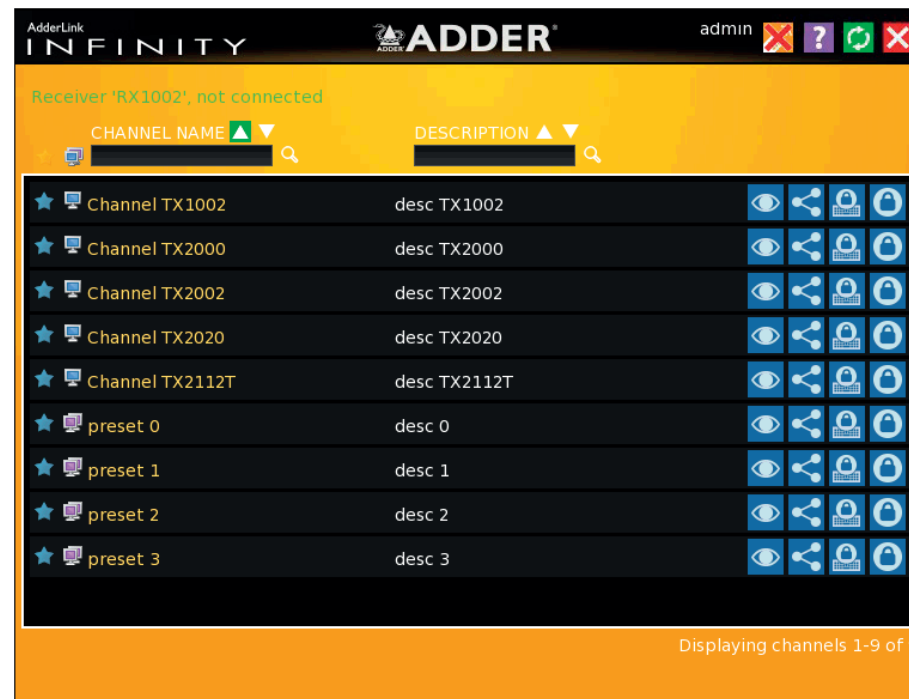 AdderLink
INFINITY
ADDER
ADDER®
admin
?
Receiver 'RX1002', not connected
CHANNEL NAME
DESCRIPTION
Channel TX1002 desc TX1002
Channel TX2000 desc TX2000
Channel TX2002 desc TX2002
Channel TX2020 desc TX2020
Channel TX2112T desc TX2112T
preset 0 desc 0
preset 1 desc 1
preset 2 desc 2
preset 3 desc 3
Displaying channels 1-9 of